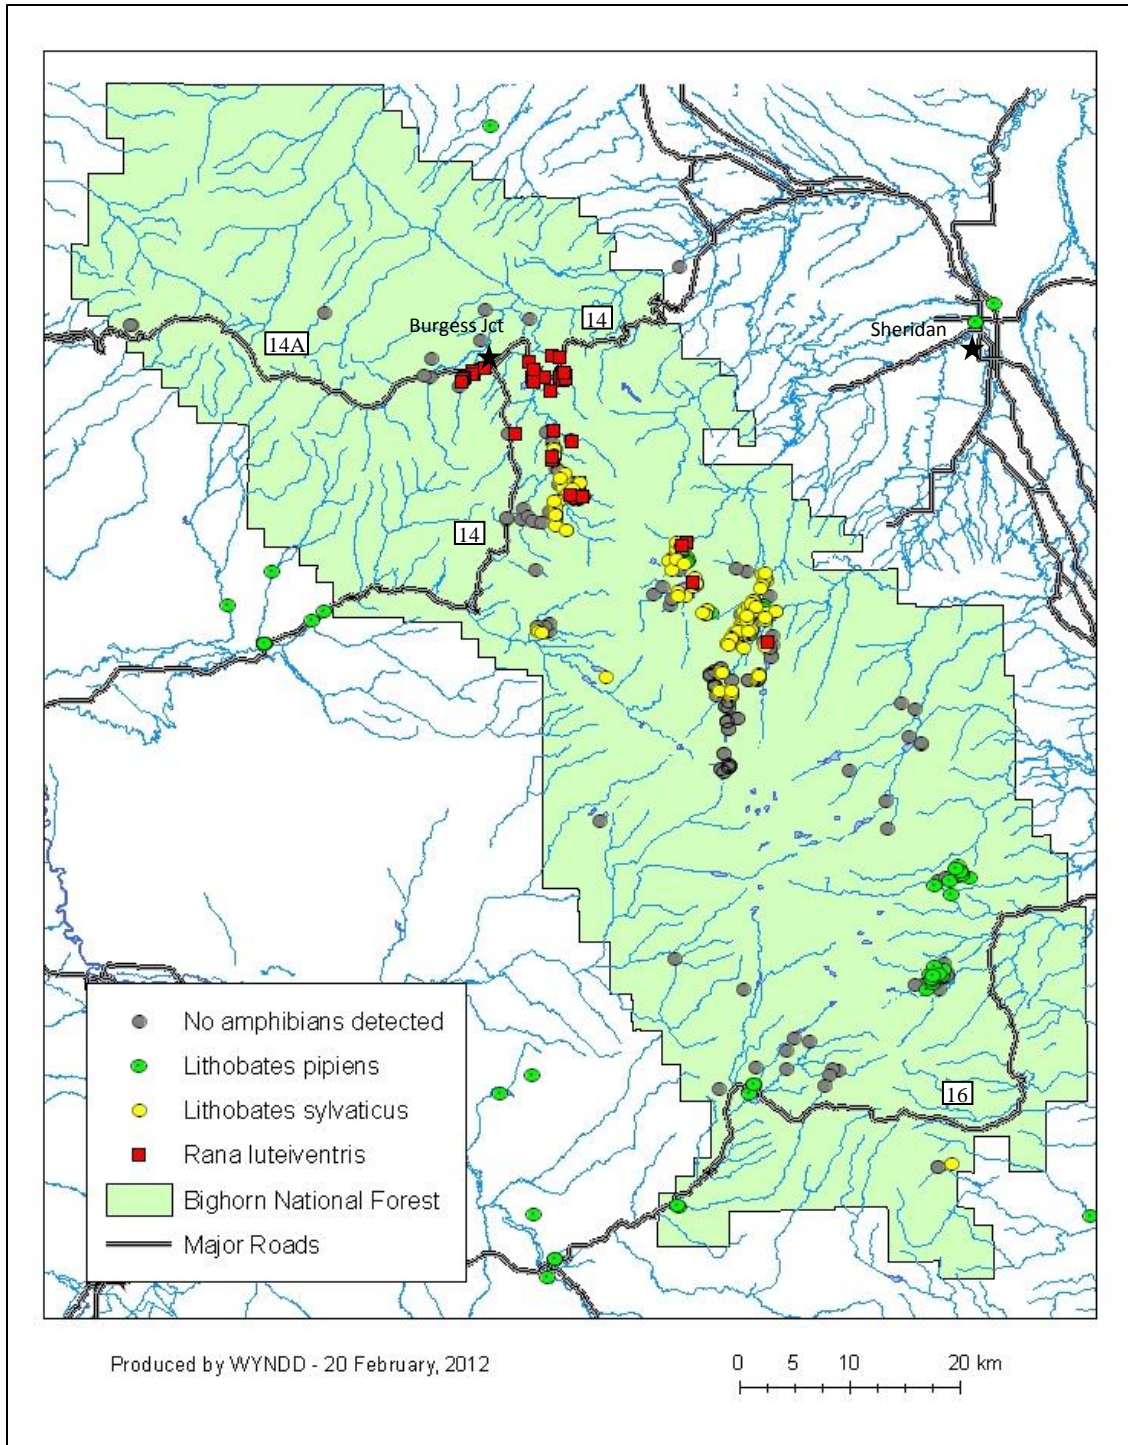 14
Burgess Jct
Sheridan
14A
14
16
No amphibians detected
Lithobates pipiens
Lithobates sylvaticus
Rana luteiventris
Bighorn National Forest
Major Roads
Produced by WYNDD - 20 February, 2012
0 5 10 20 km